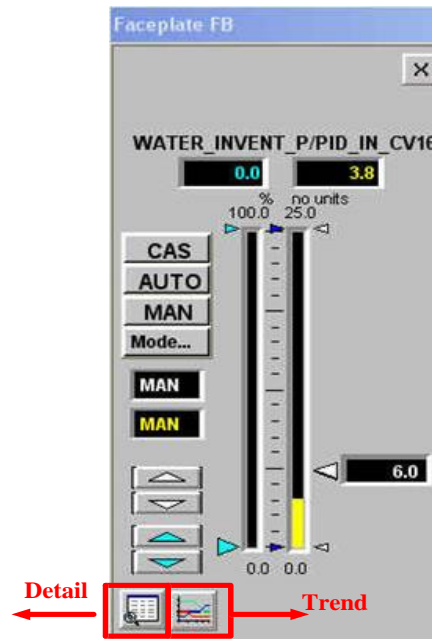 Faceplate FB
WATER_INVENT_P/PID_IN_CV16
0.0 3.8
% no units
100.0 25.0
CAS
AUTO
MAN
Mode...
MAN
MAN
6.0
0.0 0.0
Detail Trend